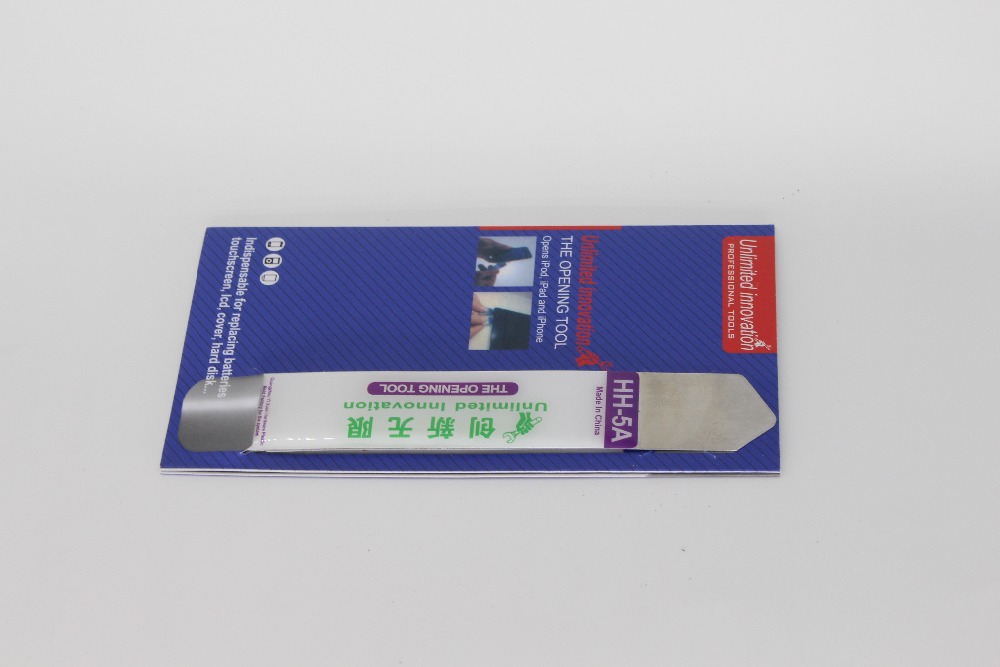 Unlimited innovation
PROFESSIONAL TOOLS
Unlimited innovation
THE OPENING TOOL
Opens iPod, iPad and iPhone
Indispensable for replacing batteries
touchscreen, lcd, cover, hard disk...
HH-5A
Made In China
创新无限
Unlimited Innovation
THE OPENING TOOL